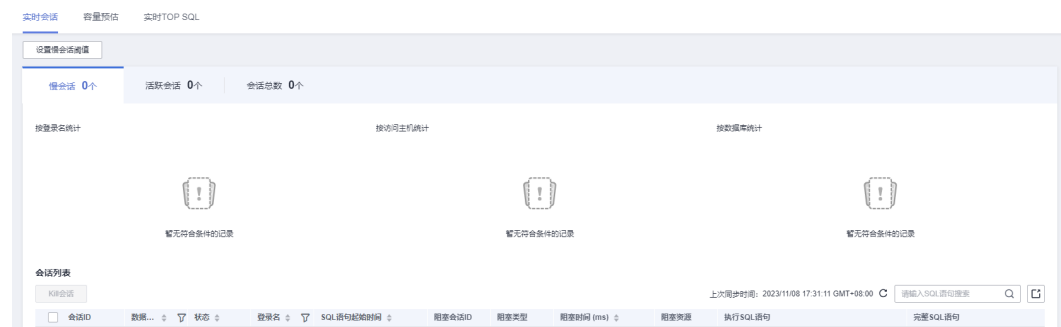 实时会话 容量预估 实时TOP SQL
设置慢会话阈值
慢会话 0个 活跃会话 0个 会话总数 0个
按登录名统计 按访问主机统计 按数据库统计
暂无符合条件的记录 暂无符合条件的记录 暂无符合条件的记录
会话列表
Kill会话 上次同步时间：2023/11/08 17:31:11 GMT+08:00 请输入SQL语句搜索
会话ID 数据... 状态 登录名 SQL语句起始时间 阻塞会话ID 阻塞类型 阻塞时间 (ms) 阻塞资源 执行SQL语句 完整SQL语句